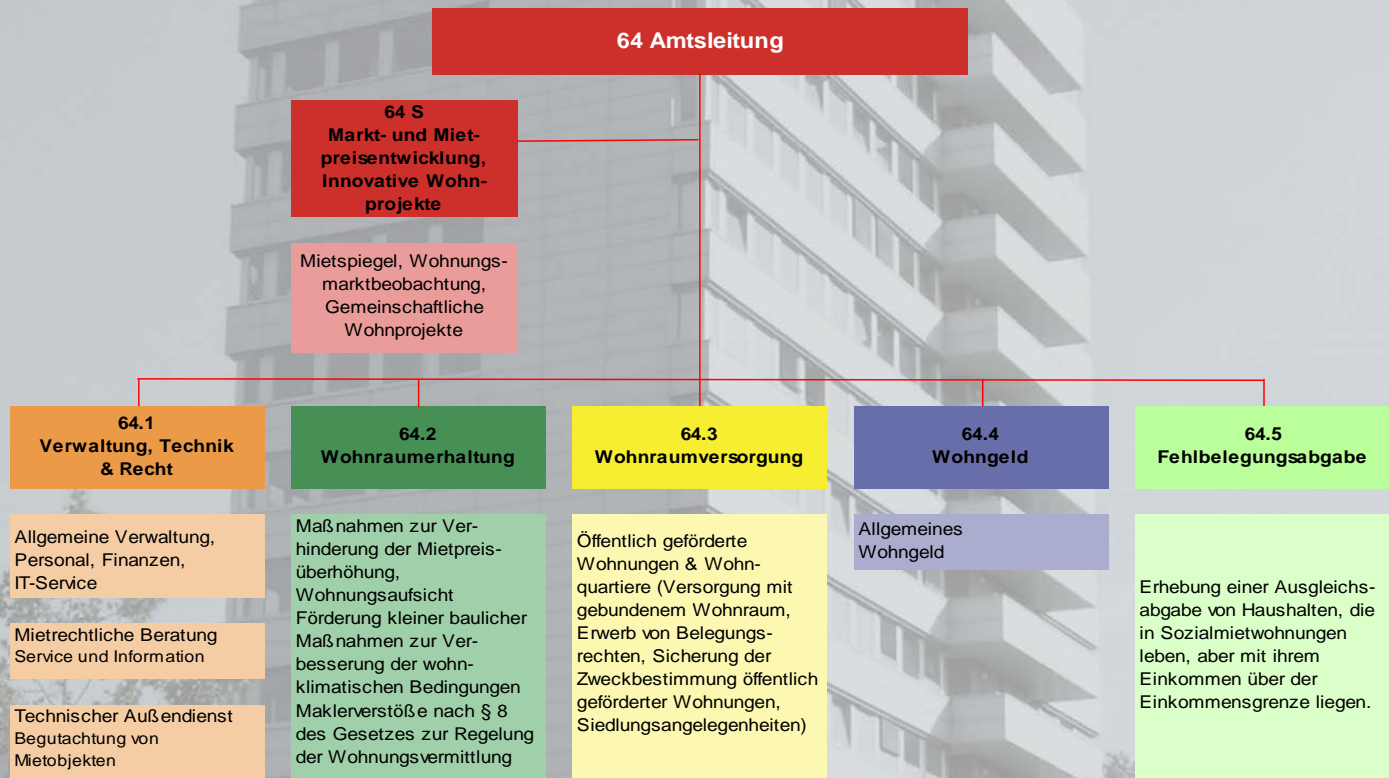 64 Amtsleitung
64 S
Markt- und Miet-
preisentwicklung,
Innovative Wohn-
projekte
Mietspiegel, Wohnungs-
marktbeobachtung,
Gemeinschaftliche
Wohnprojekte
64.1
Verwaltung, Technik
& Recht
Allgemeine Verwaltung,
Personal, Finanzen,
IT-Service
Mietrechtliche Beratung
Service und Information
Technischer Außendienst
Begutachtung von
Mietobjekten
64.2
Wohnraumerhaltung
Maßnahmen zur Ver-
hinderung der Mietpreis-
überhöhung,
Wohnungsaufsicht
Förderung kleiner baulicher
Maßnahmen zur Ver-
besserung der wohn-
klimatischen Bedingungen
Maklerverstöße nach § 8
des Gesetzes zur Regelung
der Wohnungsvermittlung
64.3
Wohnraumversorgung
Öffentlich geförderte
Wohnungen & Wohn-
quartiere (Versorgung mit
gebundenem Wohnraum,
Erwerb von Belegungs-
rechten, Sicherung der
Zweckbestimmung öffentlich
geförderter Wohnungen,
Siedlungsangelegenheiten)
64.4
Wohngeld
Allgemeines
Wohngeld
64.5
Fehlbelegungsabgabe
Erhebung einer Ausgleichs-
abgabe von Haushalten, die
in Sozialmietwohnungen
leben, aber mit ihrem
Einkommen über der
Einkommensgrenze liegen.